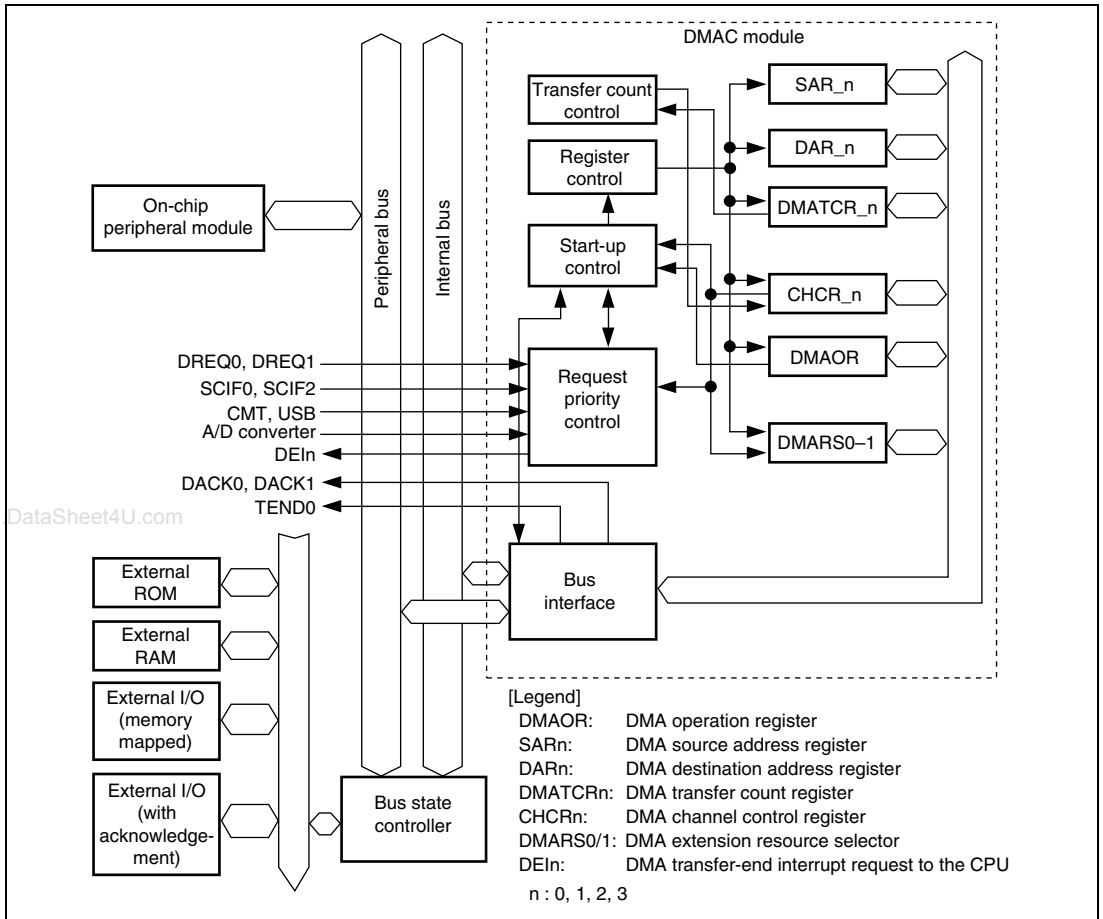 DMAC module
Transfer count
control
Register
control
Start-up
control
Request
priority
control
Bus
interface
SAR_n
DAR_n
DMATCR_n
CHCR_n
DMAOR
DMARS0–1
On-chip
peripheral module
Peripheral bus
Internal bus
DREQ0, DREQ1
SCIF0, SCIF2
CMT, USB
A/D converter
DEIn
DACK0, DACK1
TEND0
.DataSheet4U.com
External
ROM
External
RAM
External I/O
(memory
mapped)
External I/O
(with
acknowledge-
ment)
Bus state
controller
[Legend]
DMAOR: DMA operation register
SARn: DMA source address register
DARn: DMA destination address register
DMATCRn: DMA transfer count register
CHCRn: DMA channel control register
DMARS0/1: DMA extension resource selector
DEIn: DMA transfer-end interrupt request to the CPU
n : 0, 1, 2, 3